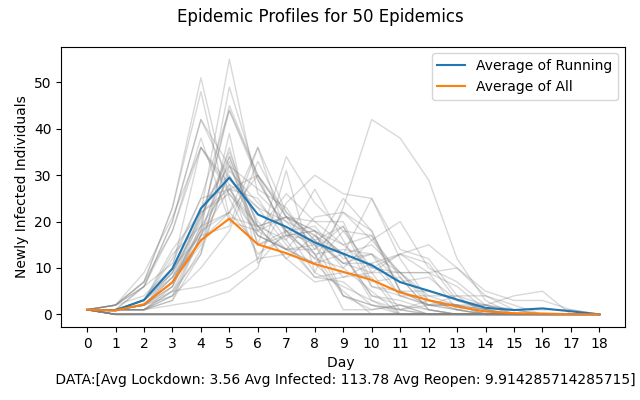 Epidemic Profiles for 50 Epidemics
Average of Running
Average of All
Newly Infected Individuals
50
40
30
20
10
0
0 1 2 3 4 5 6 7 8 9 10 11 12 13 14 15 16 17 18
Day
DATA:[Avg Lockdown: 3.56 Avg Infected: 113.78 Avg Reopen: 9.914285714285715]